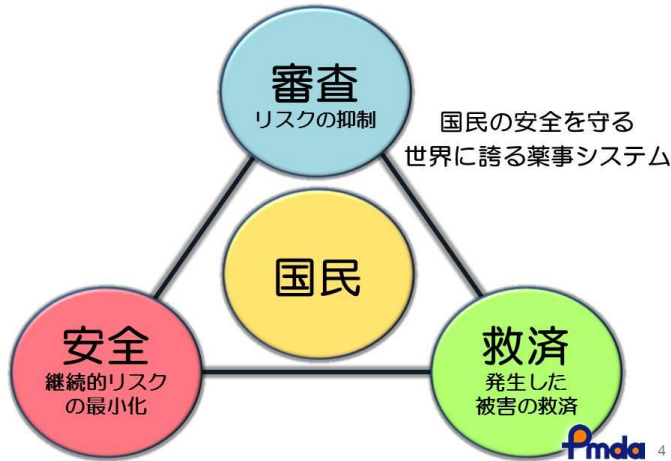 審査
リスクの抑制
国民の安全を守る
世界に誇る薬事システム
国民
安全
継続的リスク
の最小化
救済
発生した
被害の救済
Pmda
4